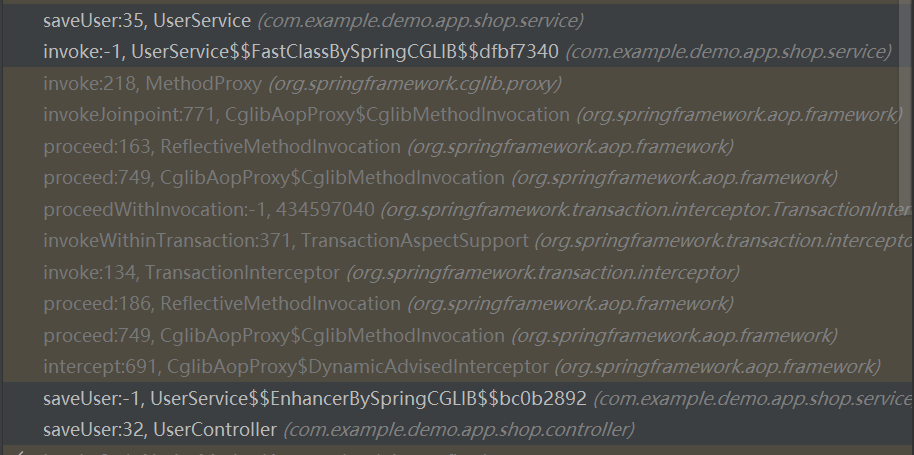 saveUser:35, UserService (com.example.demo.app.shop.service)
invoke:-1, UserService$$FastClassBySpringCGLIB$$dfbf7340 (com.example.demo.app.shop.service)
invoke:218, MethodProxy (org.springframework.cglib.proxy)
invokeJoinpoint:771, CglibAopProxy$CglibMethodInvocation (org.springframework.aop.framework)
proceed:163, ReflectiveMethodInvocation (org.springframework.aop.framework)
proceed:749, CglibAopProxy$CglibMethodInvocation (org.springframework.aop.framework)
proceedWithInvocation:-1, 434597040 (org.springframework.transaction.interceptor.TransactionInter
invokeWithinTransaction:371, TransactionAspectSupport (org.springframework.transaction.intercepto
invoke:134, TransactionInterceptor (org.springframework.transaction.interceptor)
proceed:186, ReflectiveMethodInvocation (org.springframework.aop.framework)
proceed:749, CglibAopProxy$CglibMethodInvocation (org.springframework.aop.framework)
intercept:691, CglibAopProxy$DynamicAdvisedInterceptor (org.springframework.aop.framework)
saveUser:-1, UserService$$EnhancerBySpringCGLIB$$bc0b2892 (com.example.demo.app.shop.service
saveUser:32, UserController (com.example.demo.app.shop.controller)